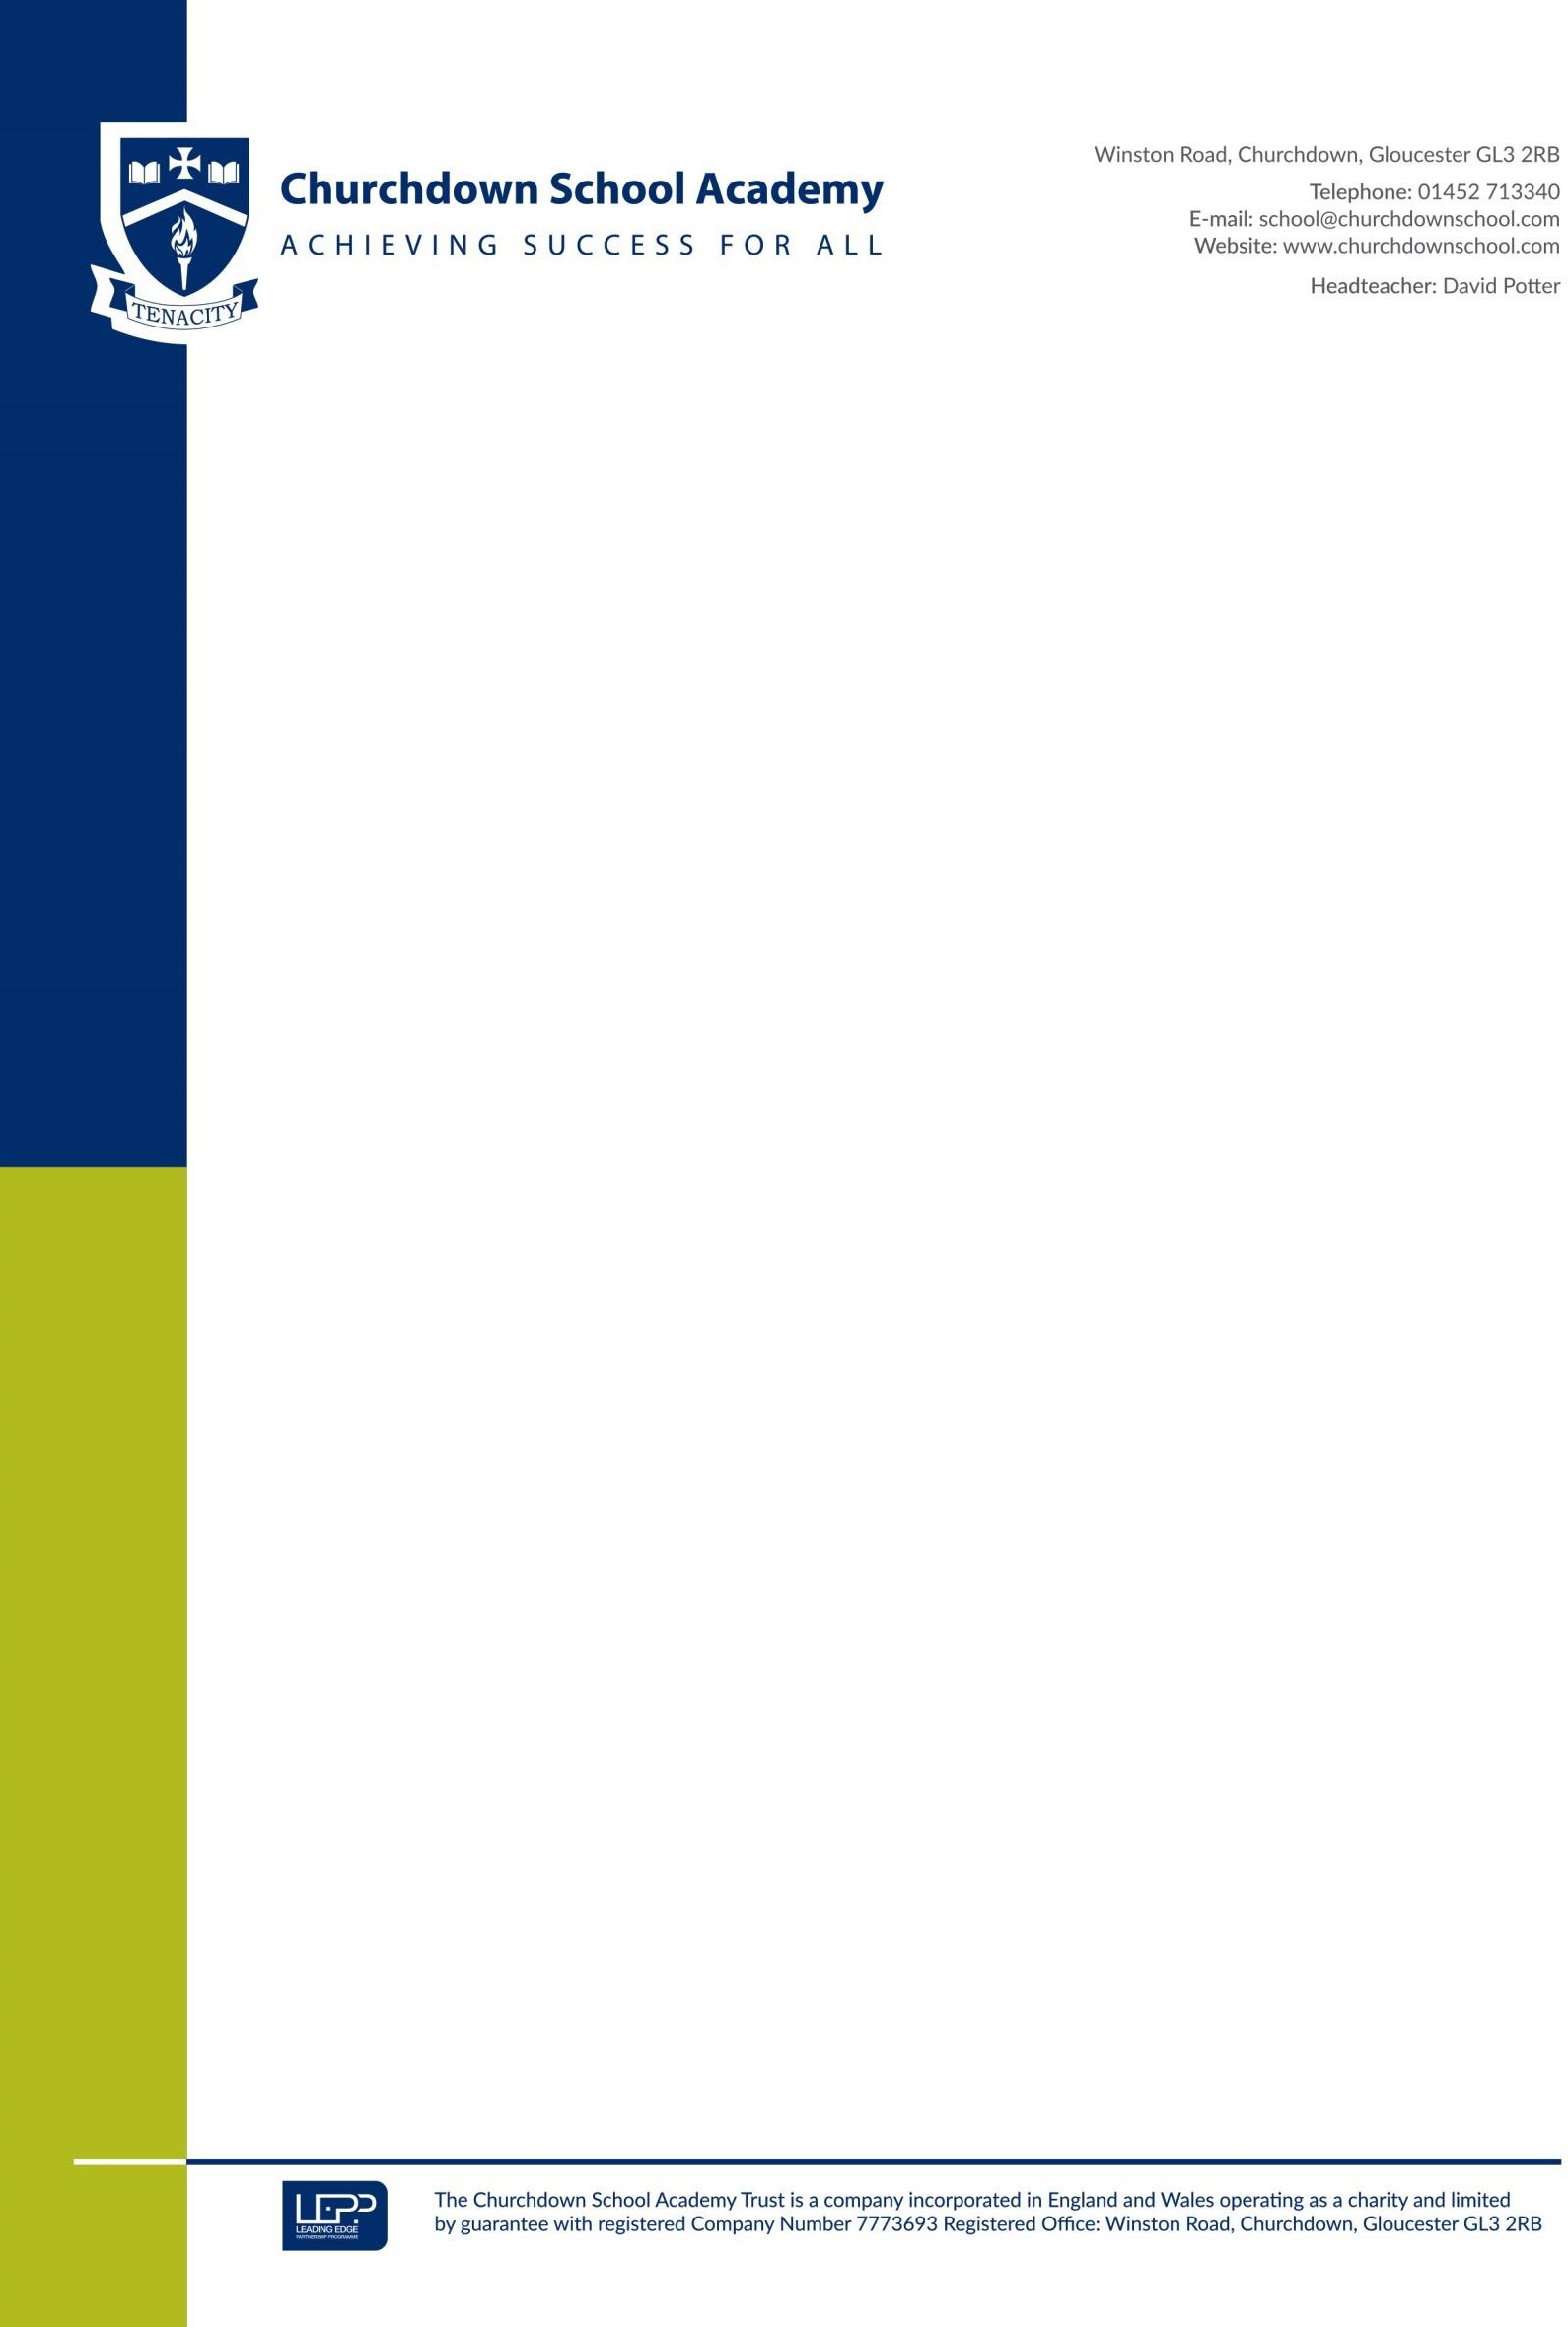 Churchdown School Academy
ACHIEVING SUCCESS FOR ALL
TENACITY
Winston Road, Churchdown, Gloucester GL3 2RB
Telephone: 01452 713340
E-mail: school@churchdownschool.com
Website: www.churchdownschool.com
Headteacher: David Potter
LEPP
LEADING EDGE
PARTNERSHIP PROGRAMME
The Churchdown School Academy Trust is a company incorporated in England and Wales operating as a charity and limited
by guarantee with registered Company Number 7773693 Registered Office: Winston Road, Churchdown, Gloucester GL3 2RB